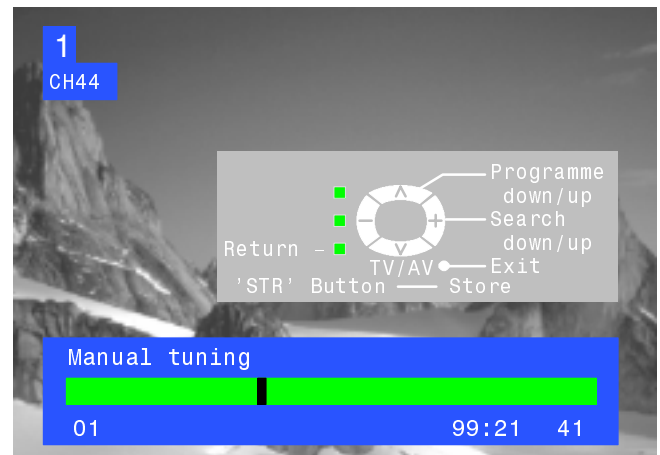 1
CH44
Programme
down/up
Search
down/up
Return –
TV/AV
Exit
'STR' Button
Store
Manual tuning
01 99:21 41